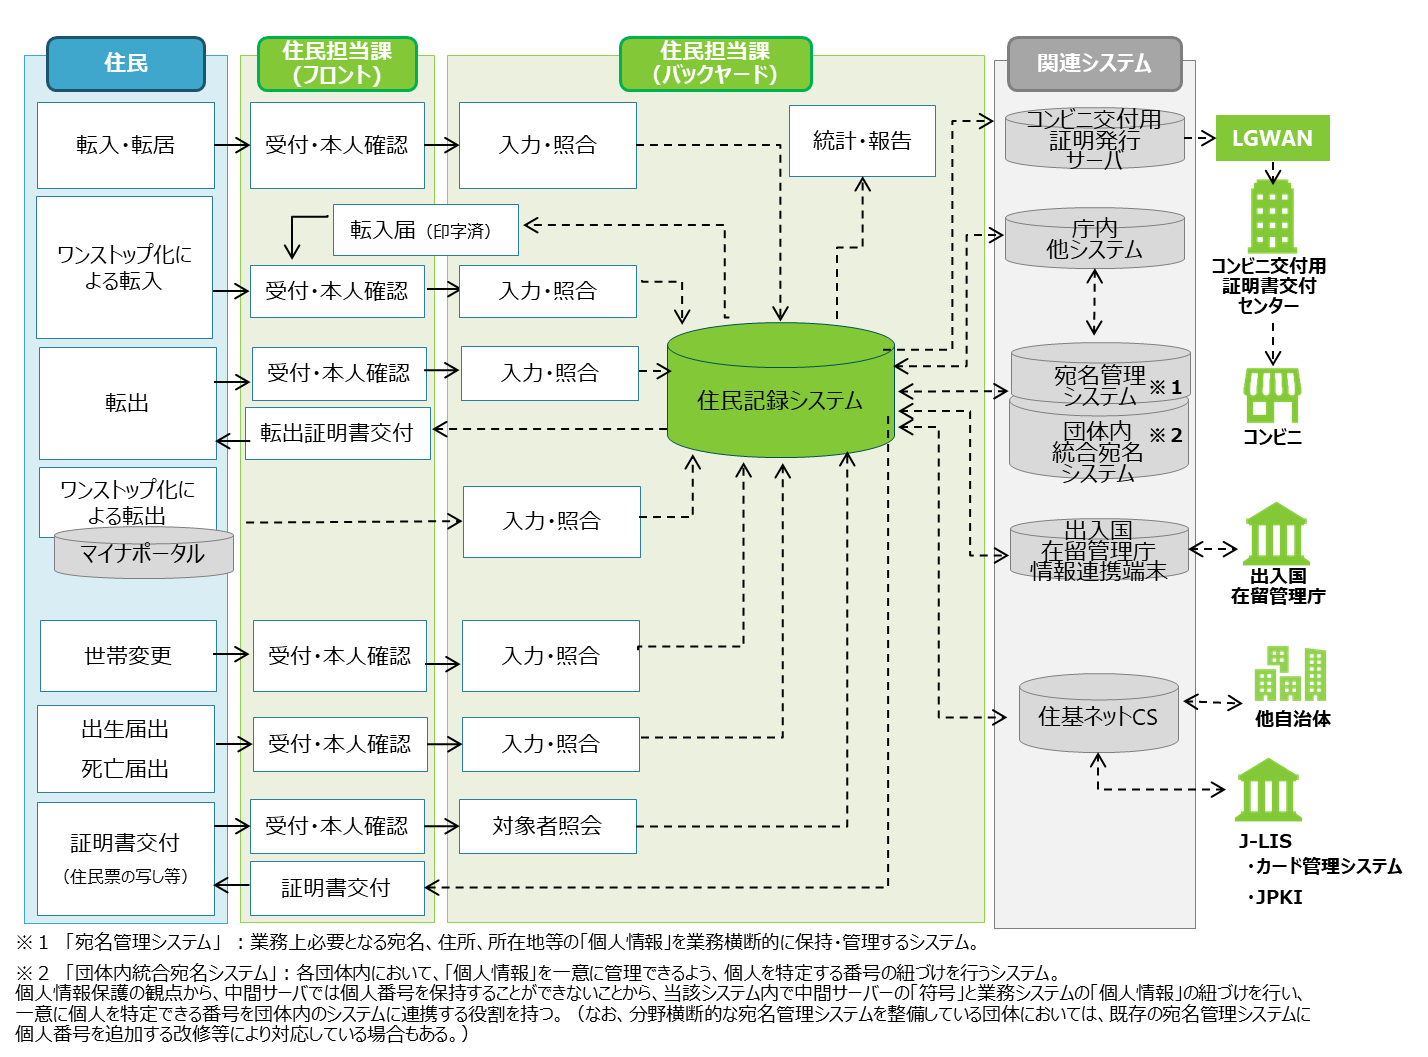 住民
住民担当課
(フロント)
住民担当課
(バックヤード)
関連システム
転入・転居
受付・本人確認
入力・照合
統計・報告
コンビニ交付用
証明発行
サーバ
LGWAN
ワンストップ化に
よる転入
転入届（印字済）
受付・本人確認
入力・照合
庁内
他システム
コンビニ交付用
証明書交付
センター
転出
受付・本人確認
入力・照合
転出証明書交付
住民記録システム
宛名管理
システム
※１
団体内
統合宛名
システム
※２
コンビニ
ワンストップ化に
よる転出
マイナポータル
入力・照合
出入国
在留管理庁
情報連携端末
出入国
在留管理庁
世帯変更
受付・本人確認
入力・照合
住基ネットCS
他自治体
出生届出
死亡届出
受付・本人確認
入力・照合
証明書交付
（住民票の写し等）
受付・本人確認
対象者照会
証明書交付
J-LIS
・カード管理システム
・JPKI
※１　「宛名管理システム」　：業務上必要となる宛名、住所、所在地等の「個人情報」を業務横断的に保持・管理するシステム。
※２　「団体内統合宛名システム」：各団体内において、「個人情報」を一意に管理できるよう、個人を特定する番号の紐づけを行うシステム。
個人情報保護の観点から、中間サーバでは個人番号を保持することができないことから、当該システム内で中間サーバーの「符号」と業務システムの「個人情報」の紐づけを行い、
一意に個人を特定できる番号を団体内のシステムに連携する役割を持つ。（なお、分野横断的な宛名管理システムを整備している団体においては、既存の宛名管理システムに
個人番号を追加する改修等により対応している場合もある。）